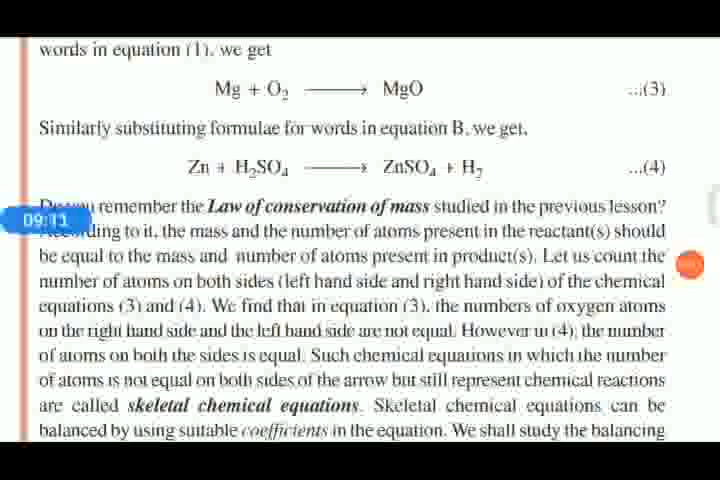 words in equation (1), we get
Mg + O2 ⟶ MgO ...(3)
Similarly substituting formulae for words in equation B, we get,
Zn + H2SO4 ⟶ ZnSO4 + H2 ...(4)
you remember the Law of conservation of mass studied in the previous lesson?
09:11
According to it, the mass and the number of atoms present in the reactant(s) should
be equal to the mass and number of atoms present in product(s). Let us count the
number of atoms on both sides (left hand side and right hand side) of the chemical
equations (3) and (4). We find that in equation (3), the numbers of oxygen atoms
on the right hand side and the left hand side are not equal. However in (4), the number
of atoms on both the sides is equal. Such chemical equations in which the number
of atoms is not equal on both sides of the arrow but still represent chemical reactions
are called skeletal chemical equations. Skeletal chemical equations can be
balanced by using suitable coefficients in the equation. We shall study the balancing